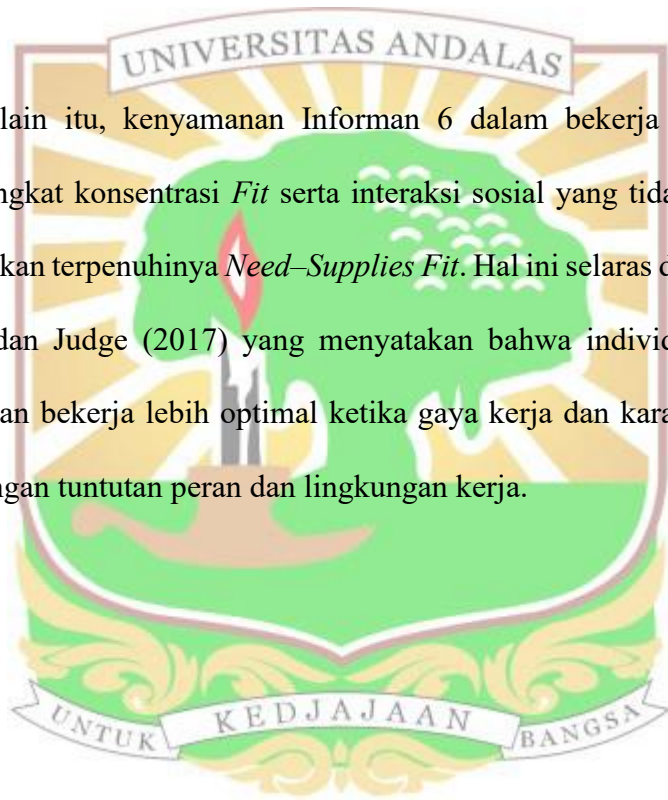 UNIVERSITAS ANDALAS
lain itu, kenyamanan Informan 6 dalam bekerja
ngkat konsentrasi Fit serta interaksi sosial yang tida
kan terpenuhinya Need–Supplies Fit. Hal ini selaras d
dan Judge (2017) yang menyatakan bahwa individ
an bekerja lebih optimal ketika gaya kerja dan kara
ngan tuntutan peran dan lingkungan kerja.
UNTUK KEDJAJAAN BANGSA